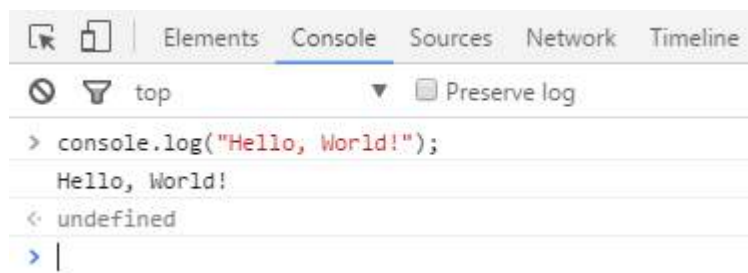 Elements Console Sources Network Timeline
top Preserve log
> console.log("Hello, World!");
Hello, World!
<· undefined
>